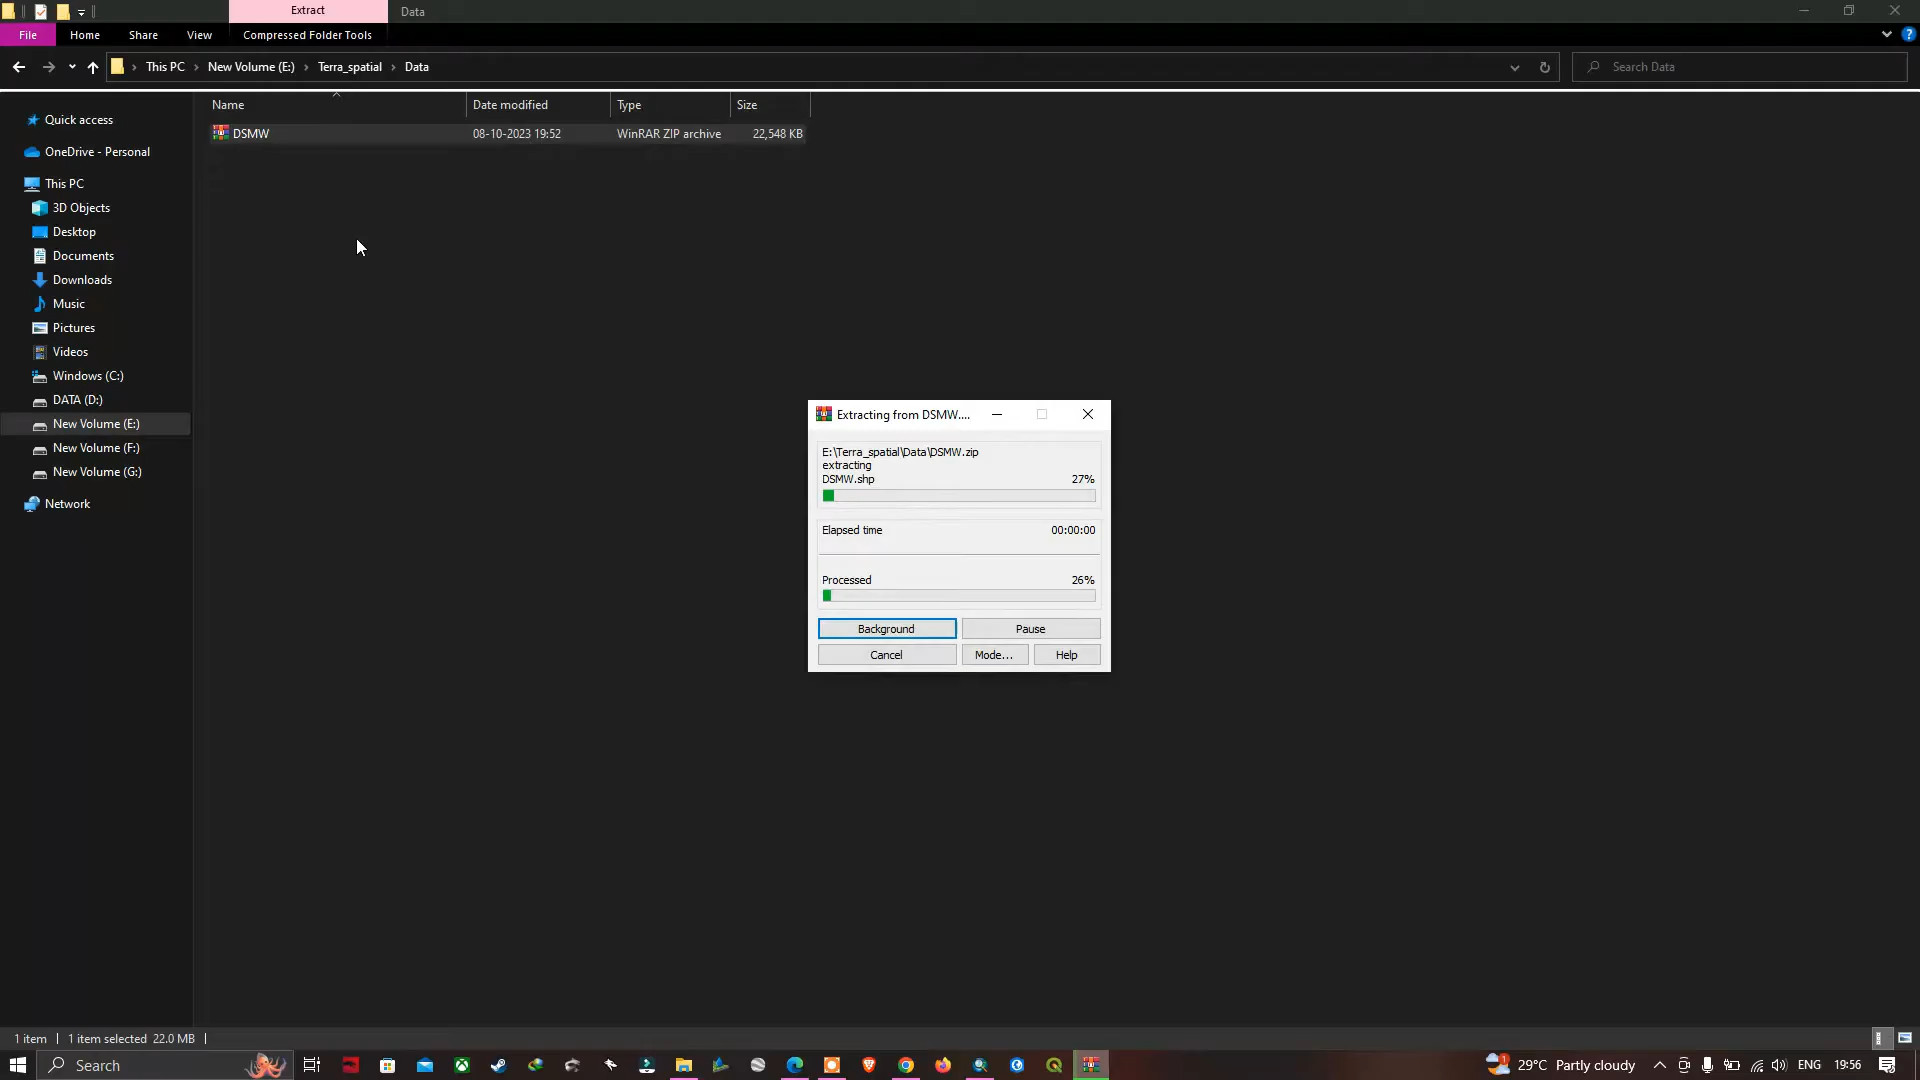 Extract
Data
File
Home
Share
View
Compressed Folder Tools
This PC
New Volume (E:)
Terra_spatial
Data
Search Data
Name
Date modified
Type
Size
DSMW
08-10-2023 19:52
WinRAR ZIP archive
22,548 KB
Quick access
OneDrive - Personal
This PC
3D Objects
Desktop
Documents
Downloads
Music
Pictures
Videos
Windows (C:)
DATA (D:)
New Volume (E:)
New Volume (F:)
New Volume (G:)
Network
Extracting from DSMW....
E:\Terra_spatial\Data\DSMW.zip
extracting
DSMW.shp
27%
Elapsed time
00:00:00
Processed
26%
Background
Pause
Cancel
Mode...
Help
1 item
1 item selected 22.0 MB
Search
1
29°C Partly cloudy
ENG
19:56